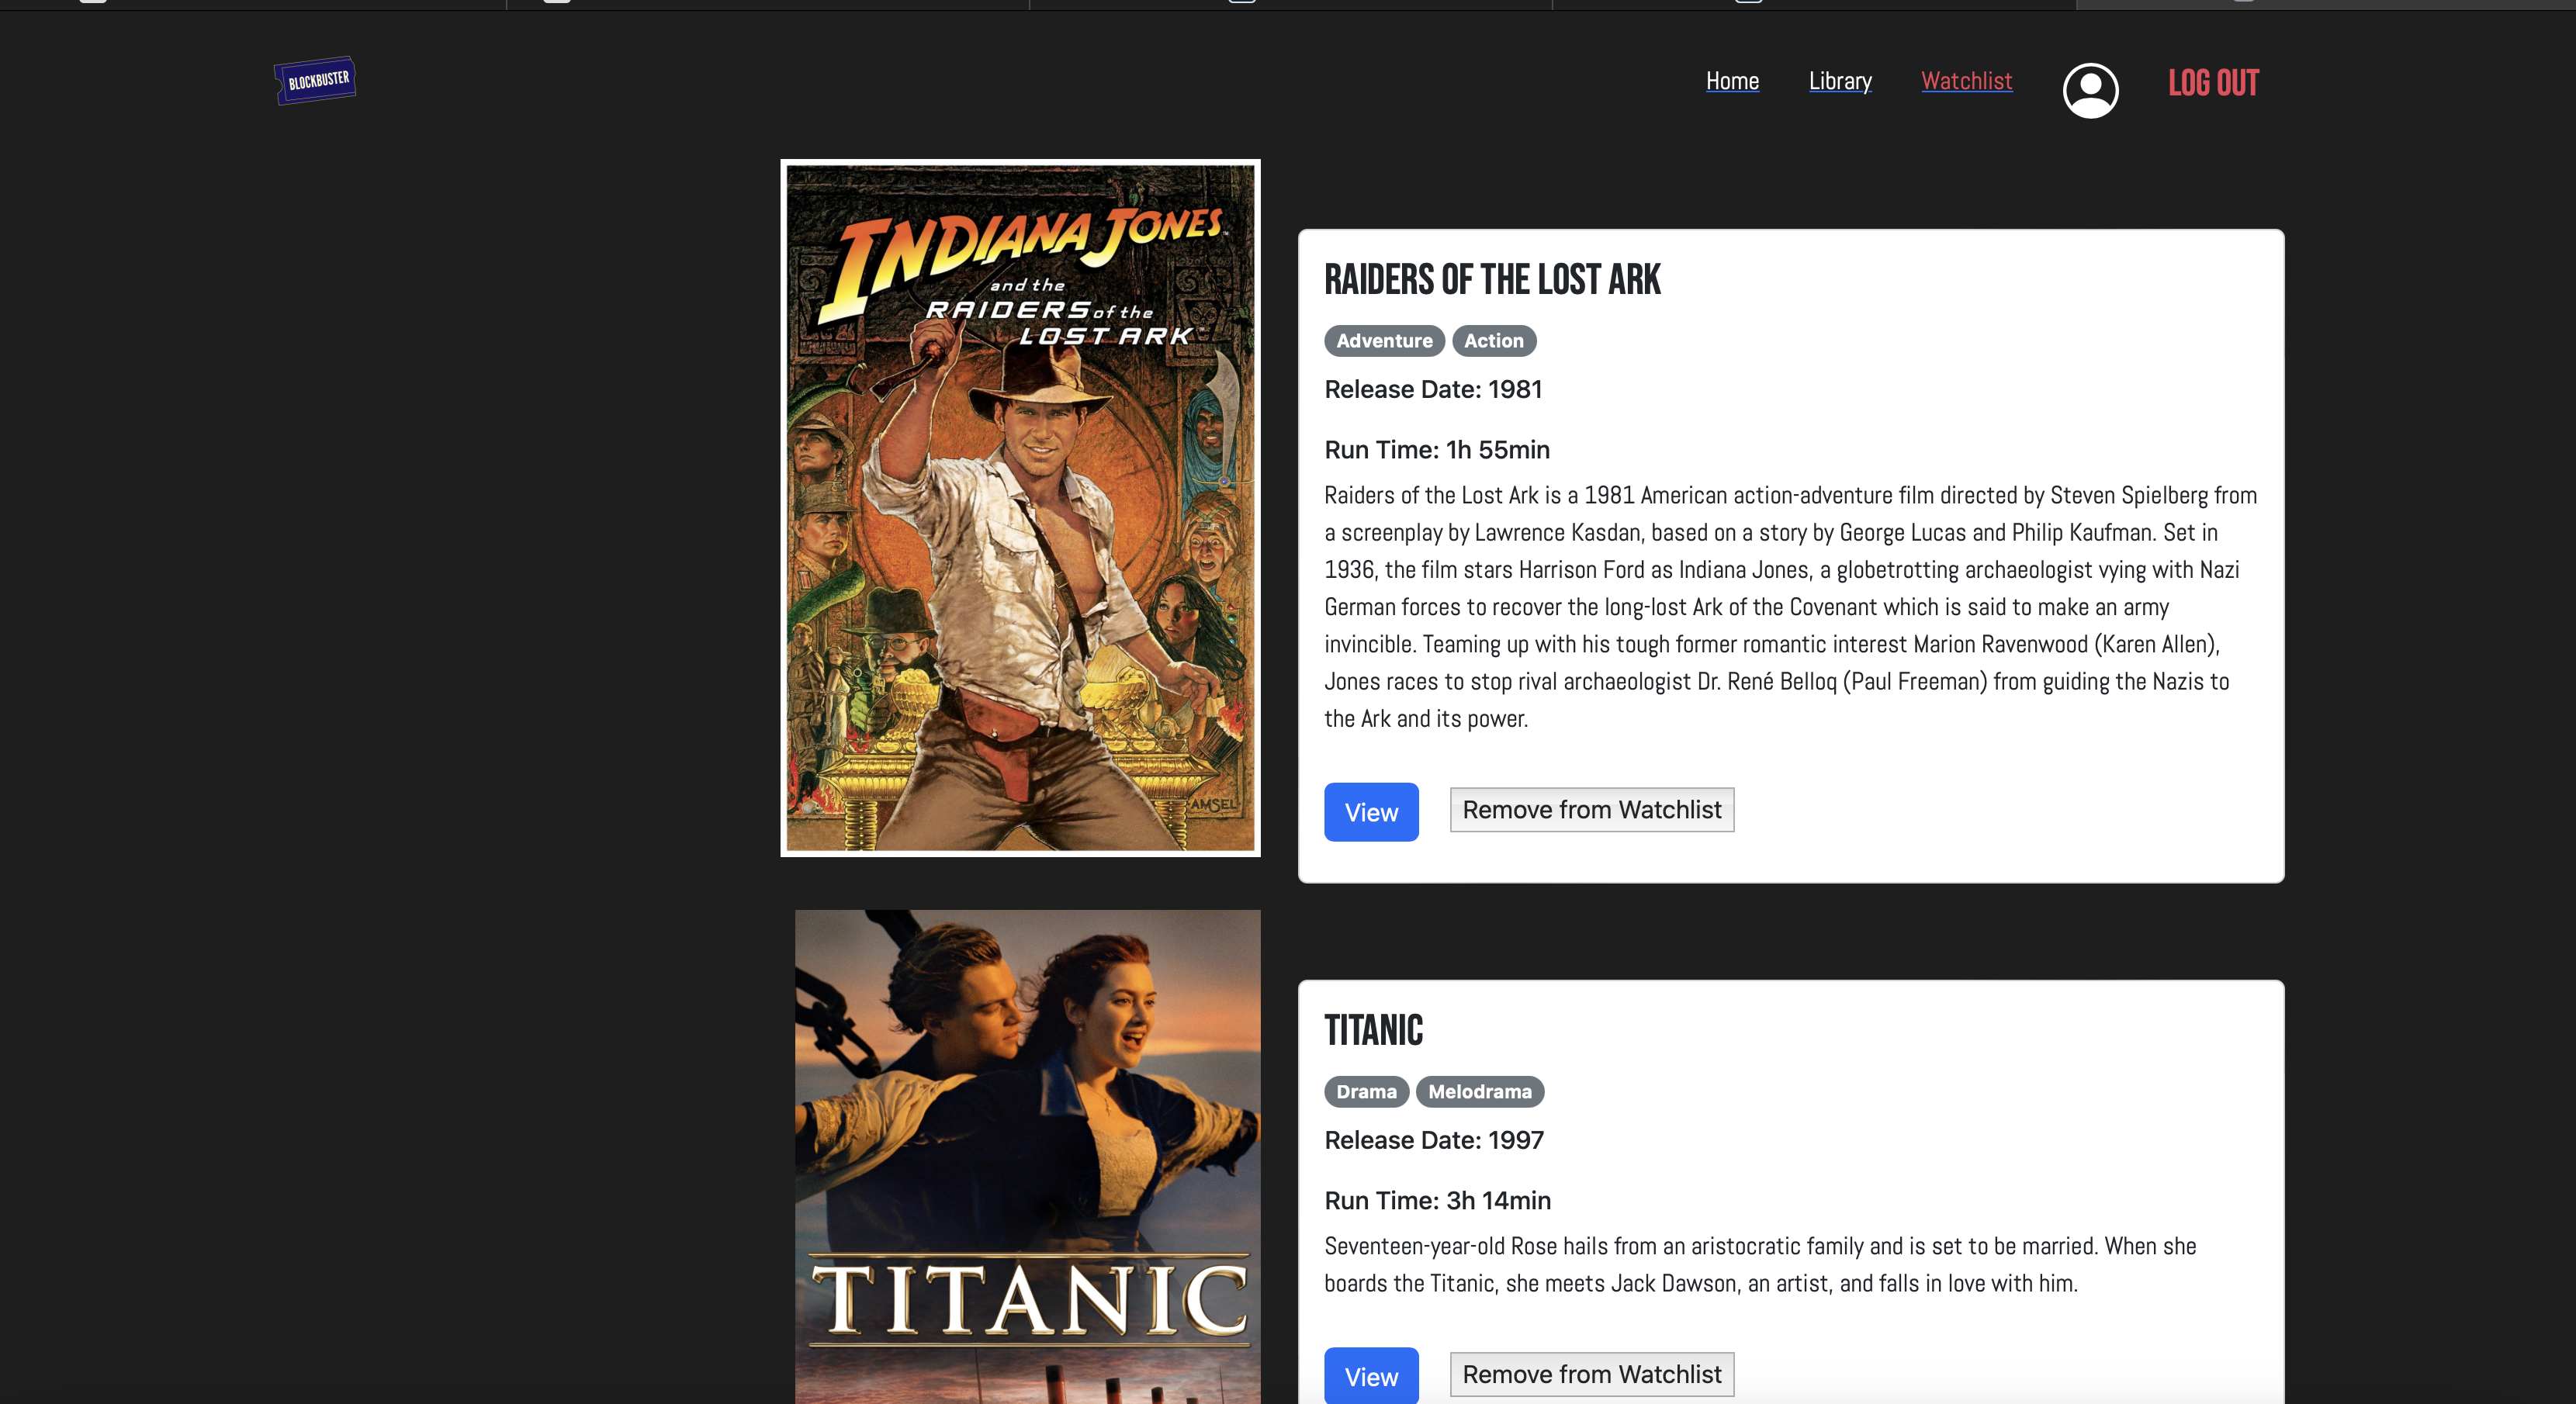 BLOCKBUSTER
Home Library Watchlist LOG OUT
INDIANA JONES
and the
RAIDERS of the
LOST ARK
AMSEL
RAIDERS OF THE LOST ARK
Adventure Action
Release Date: 1981
Run Time: 1h 55min
Raiders of the Lost Ark is a 1981 American action-adventure film directed by Steven Spielberg from
a screenplay by Lawrence Kasdan, based on a story by George Lucas and Philip Kaufman. Set in
1936, the film stars Harrison Ford as Indiana Jones, a globetrotting archaeologist vying with Nazi
German forces to recover the long-lost Ark of the Covenant which is said to make an army
invincible. Teaming up with his tough former romantic interest Marion Ravenwood (Karen Allen),
Jones races to stop rival archaeologist Dr. René Belloq (Paul Freeman) from guiding the Nazis to
the Ark and its power.
View Remove from Watchlist
TITANIC
TITANIC
Drama Melodrama
Release Date: 1997
Run Time: 3h 14min
Seventeen-year-old Rose hails from an aristocratic family and is set to be married. When she
boards the Titanic, she meets Jack Dawson, an artist, and falls in love with him.
View Remove from Watchlist